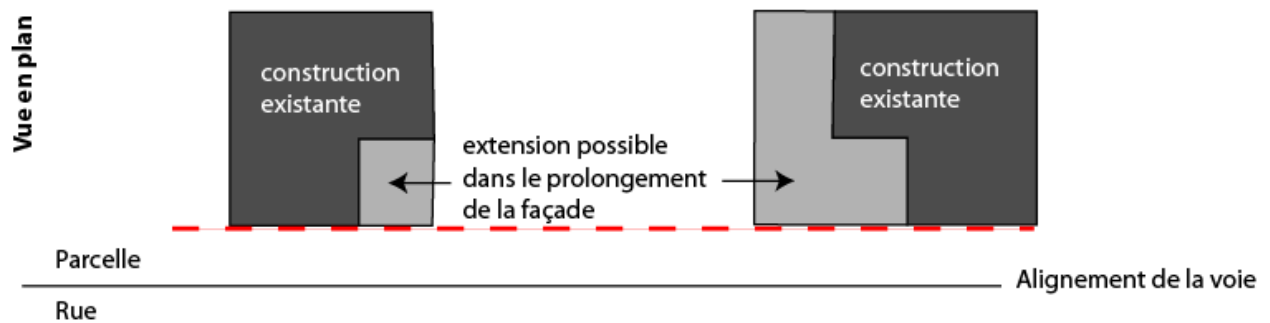 Vue en plan
construction
existante
construction
existante
extension possible
dans le prolongement
de la façade
Parcelle
Alignement de la voie
Rue